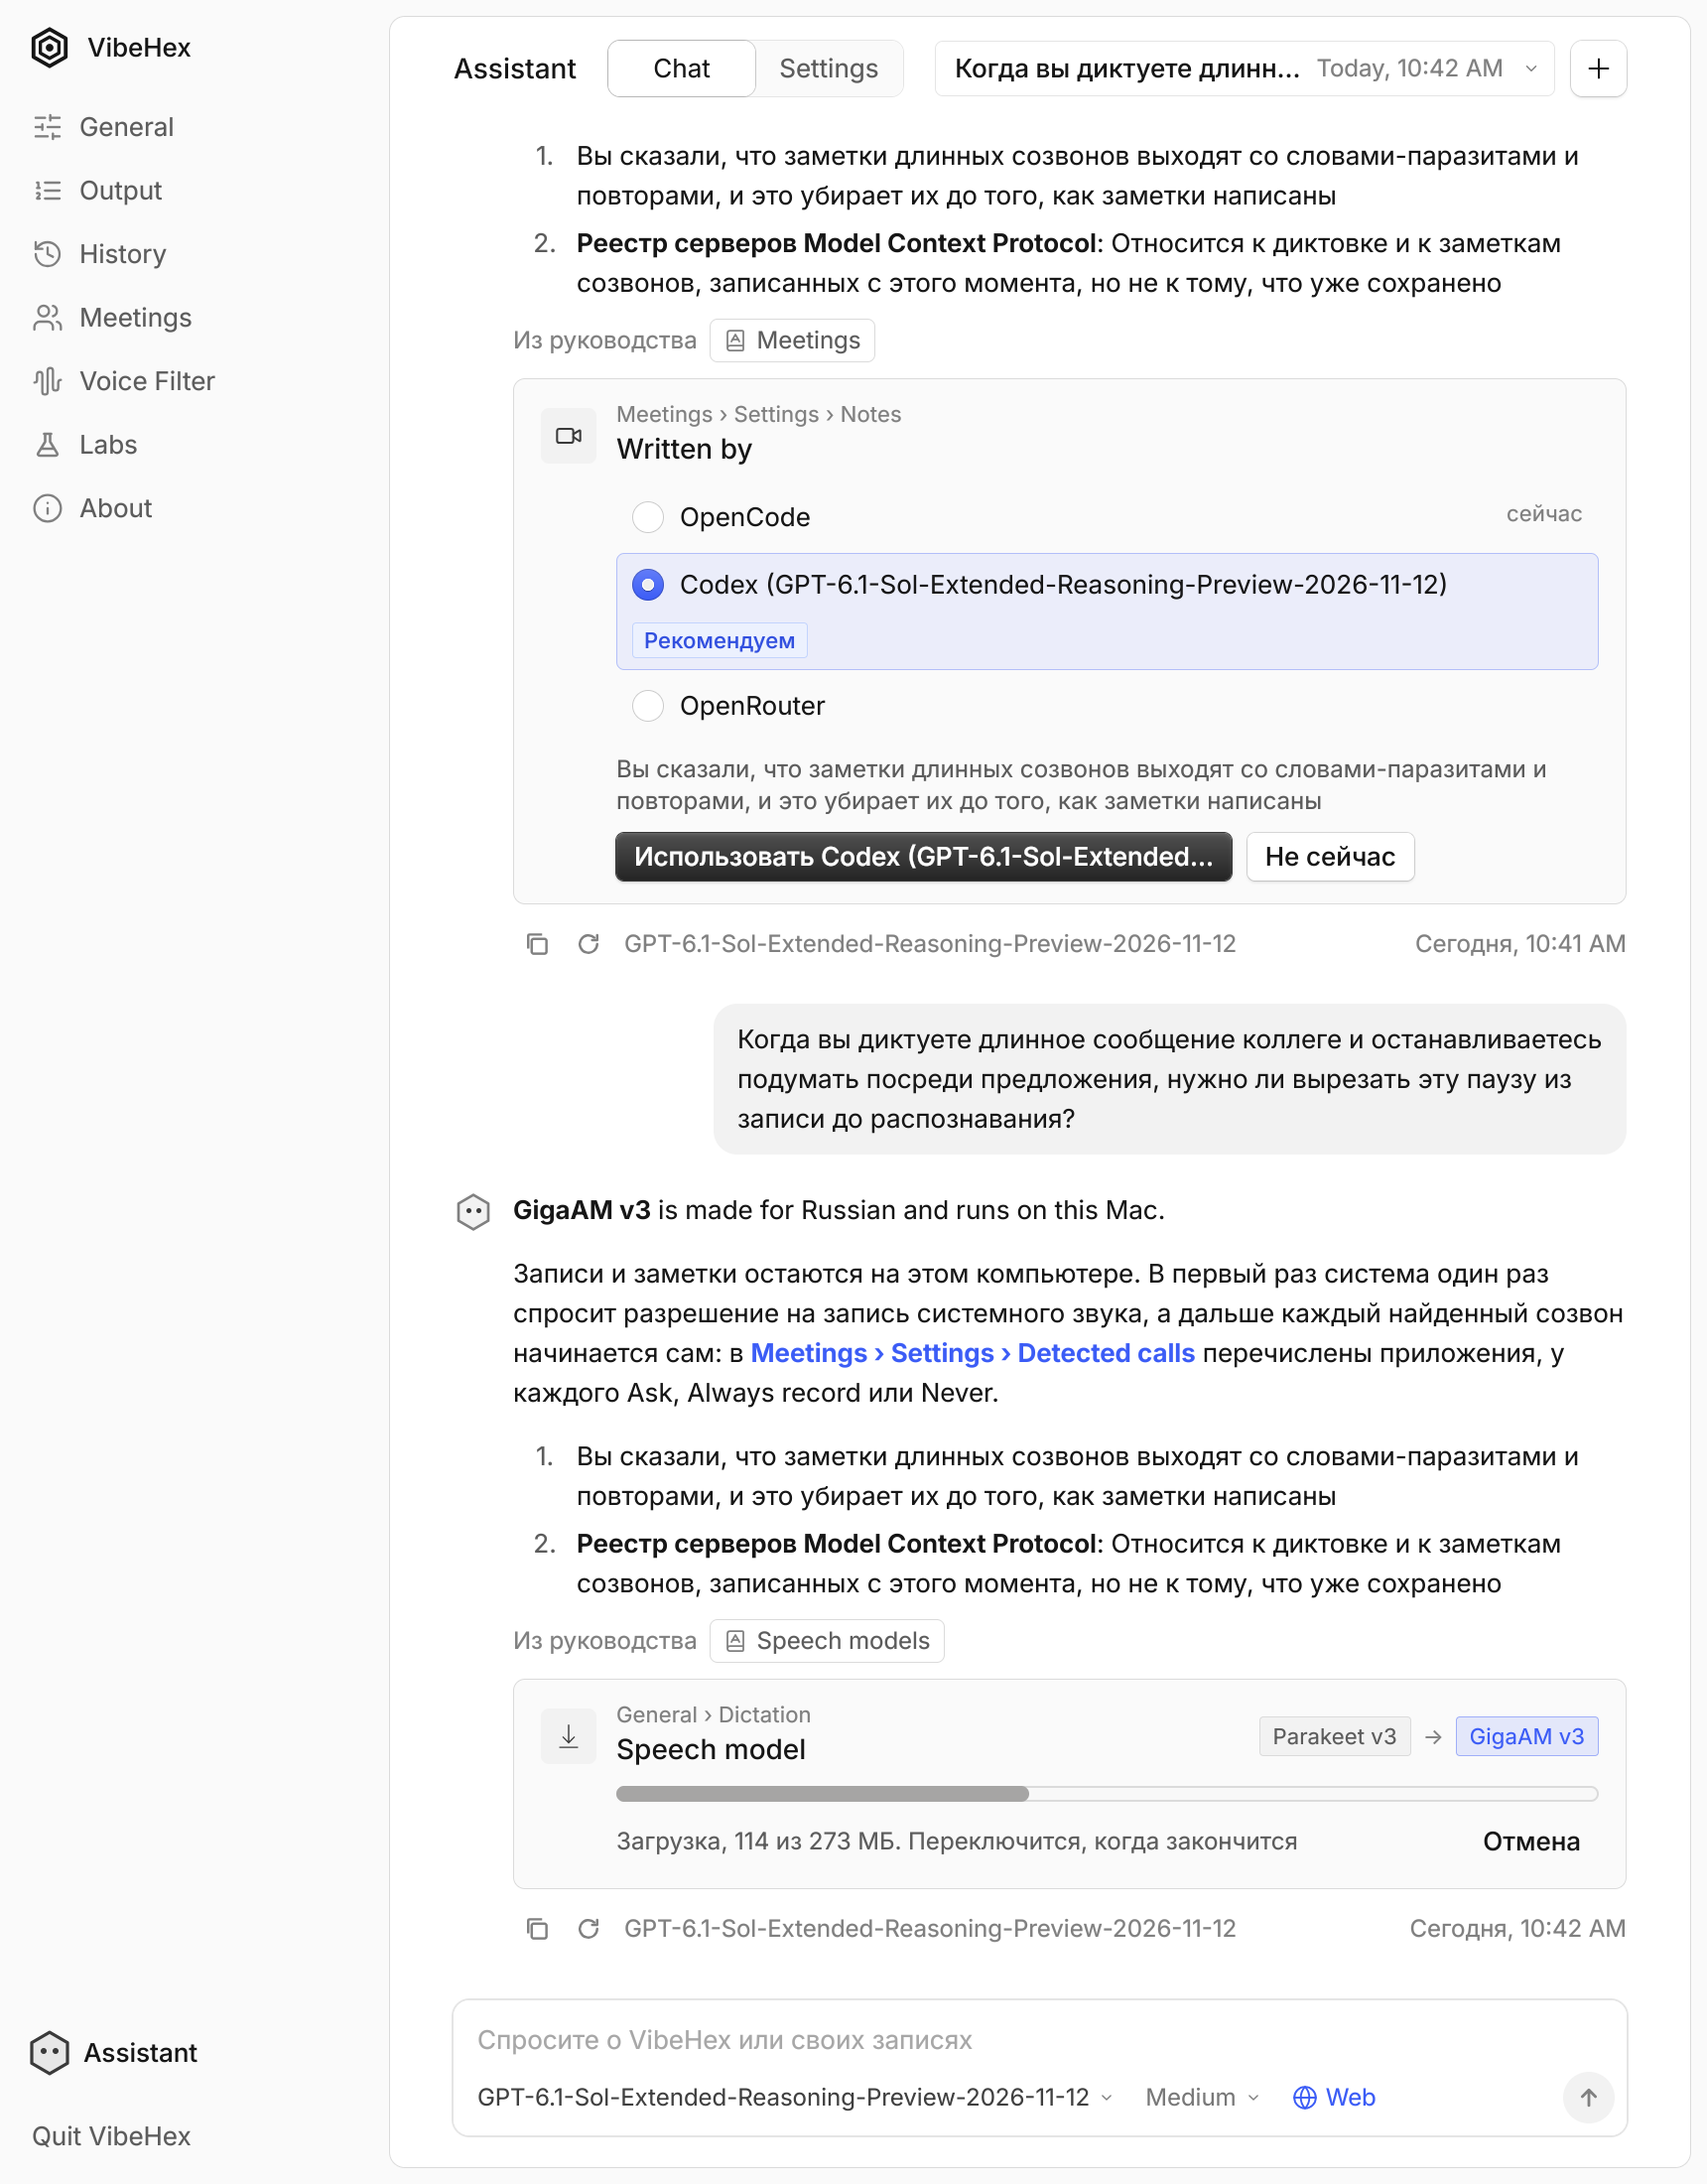 VibeHex
General
Output
History
Meetings
Voice Filter
Labs
About
Assistant
Quit VibeHex
Assistant
Chat
Settings
Когда вы диктуете длинн... Today, 10:42 AM
1. Вы сказали, что заметки длинных созвонов выходят со словами-паразитами и
повторами, и это убирает их до того, как заметки написаны
2. Реестр серверов Model Context Protocol: Относится к диктовке и к заметкам
созвонов, записанных с этого момента, но не к тому, что уже сохранено
Из руководства Meetings
Meetings › Settings › Notes
Written by
OpenCode сейчас
Codex (GPT-6.1-Sol-Extended-Reasoning-Preview-2026-11-12)
Рекомендуем
OpenRouter
Вы сказали, что заметки длинных созвонов выходят со словами-паразитами и
повторами, и это убирает их до того, как заметки написаны
Использовать Codex (GPT-6.1-Sol-Extended... Не сейчас
GPT-6.1-Sol-Extended-Reasoning-Preview-2026-11-12 Сегодня, 10:41 AM
Когда вы диктуете длинное сообщение коллеге и останавливаетесь
подумать посреди предложения, нужно ли вырезать эту паузу из
записи до распознавания?
GigaAM v3 is made for Russian and runs on this Mac.
Записи и заметки остаются на этом компьютере. В первый раз система один раз
спросит разрешение на запись системного звука, а дальше каждый найденный созвон
начинается сам: в Meetings › Settings › Detected calls перечислены приложения, у
каждого Ask, Always record или Never.
1. Вы сказали, что заметки длинных созвонов выходят со словами-паразитами и
повторами, и это убирает их до того, как заметки написаны
2. Реестр серверов Model Context Protocol: Относится к диктовке и к заметкам
созвонов, записанных с этого момента, но не к тому, что уже сохранено
Из руководства Speech models
General › Dictation
Speech model
Parakeet v3 → GigaAM v3
Загрузка, 114 из 273 МБ. Переключится, когда закончится Отмена
GPT-6.1-Sol-Extended-Reasoning-Preview-2026-11-12 Сегодня, 10:42 AM
Спросите о VibeHex или своих записях
GPT-6.1-Sol-Extended-Reasoning-Preview-2026-11-12 Medium Web